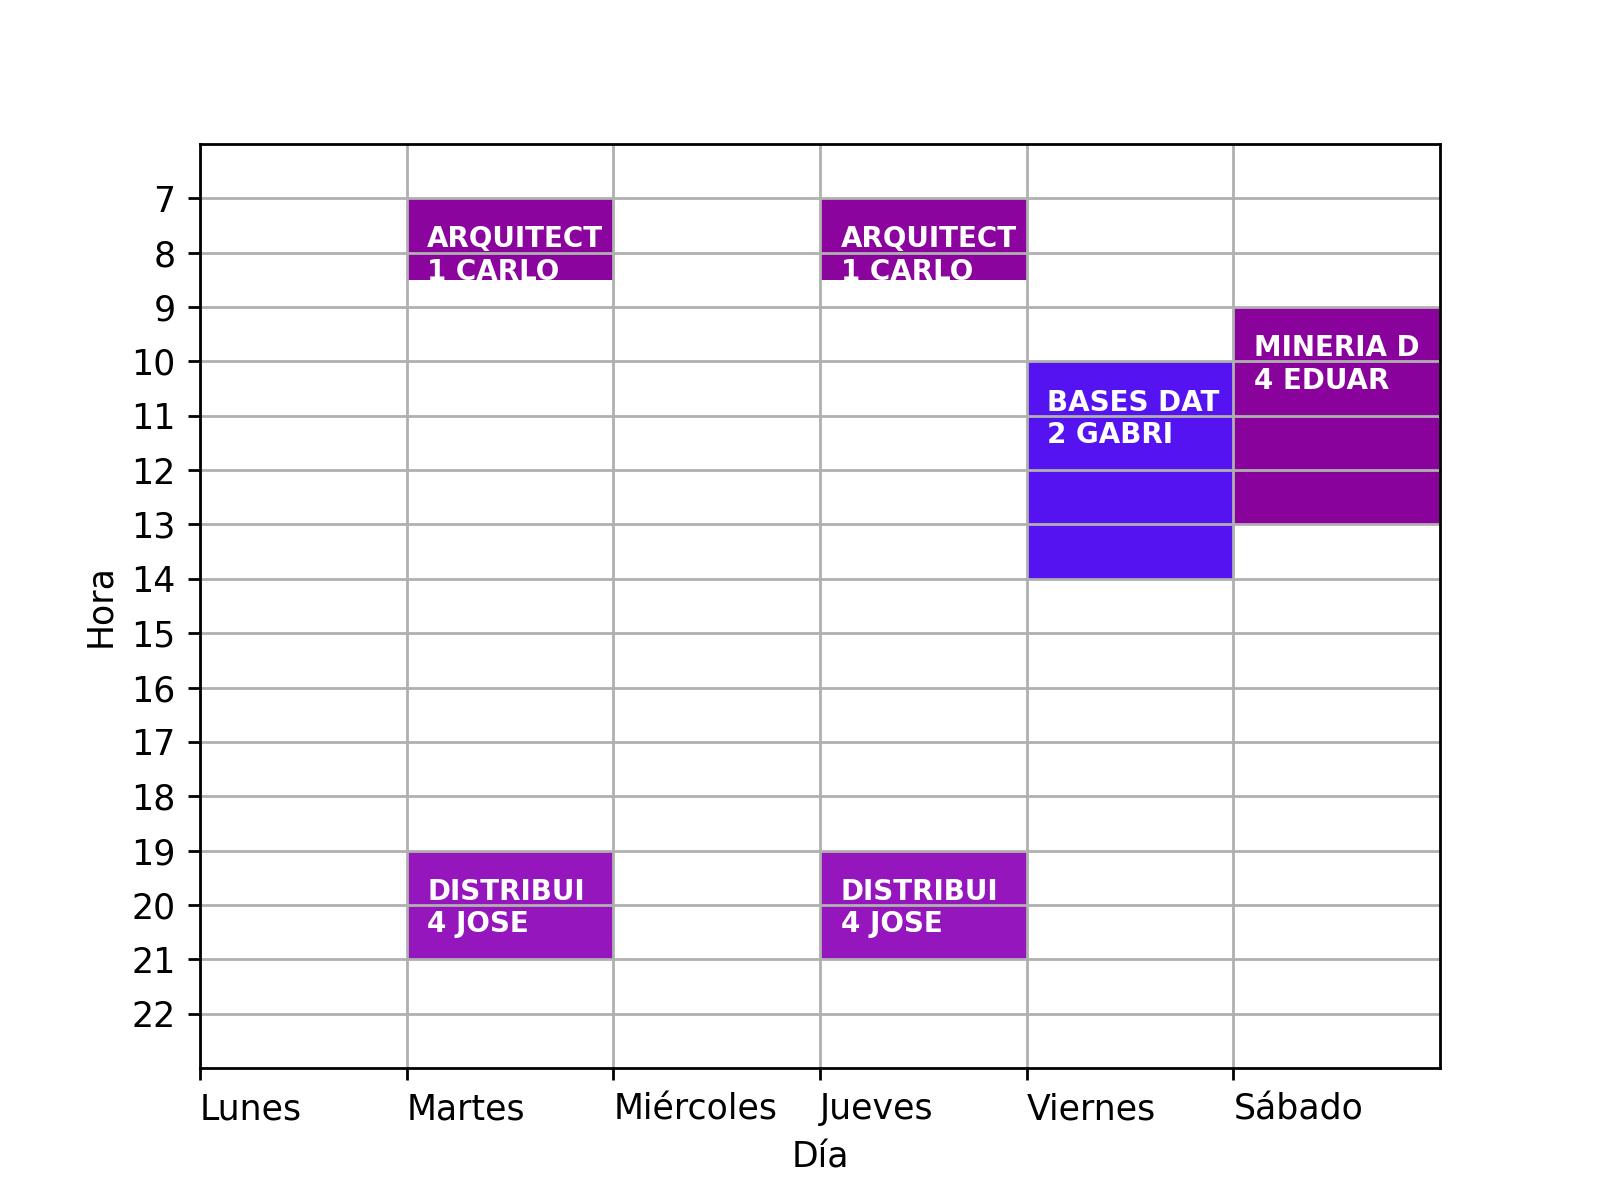 7
8
9
10
11
12
13
14
15
16
17
18
19
20
21
22
Hora
ARQUITECT
1 CARLO
ARQUITECT
1 CARLO
MINERIA D
4 EDUAR
BASES DAT
2 GABRI
DISTRIBUI
4 JOSE
DISTRIBUI
4 JOSE
Lunes Martes Miércoles Jueves Viernes Sábado
Día